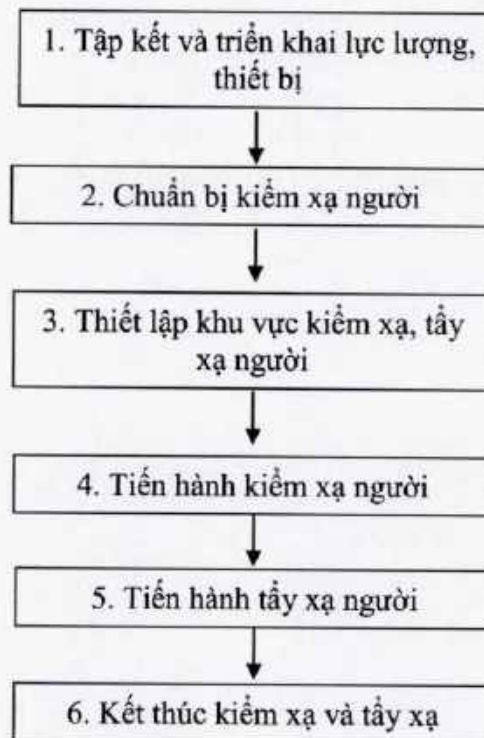 1. Tập kết và triển khai lực lượng,
thiết bị
2. Chuẩn bị kiểm xạ người
3. Thiết lập khu vực kiểm xạ, tẩy
xạ người
4. Tiến hành kiểm xạ người
5. Tiến hành tẩy xạ người
6. Kết thúc kiểm xạ và tẩy xạ